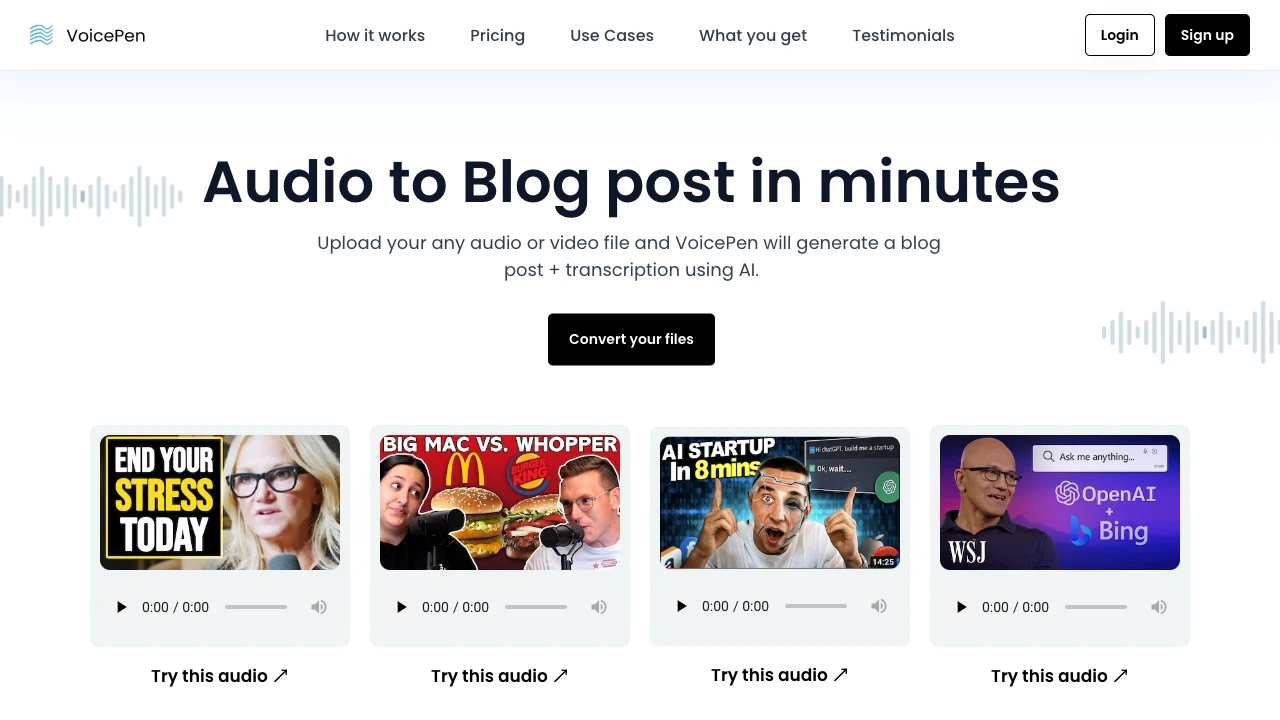 VoicePen
How it works
Pricing
Use Cases
What you get
Testimonials
Login
Sign up
Audio to Blog post in minutes
Upload your any audio or video file and VoicePen will generate a blog
post + transcription using AI.
Convert your files
END YOUR
STRESS
TODAY
0:00 / 0:00
Try this audio ↗
BIG MAC VS. WHOPPER
BURGER
KING
0:00 / 0:00
Try this audio ↗
AI STARTUP
In 8 mins
Hi chatGPT, build me a startup
Ok, wait...
14:25
0:00 / 0:00
Try this audio ↗
Ask me anything...
OpenAI
+
Bing
WSJ
0:00 / 0:00
Try this audio ↗